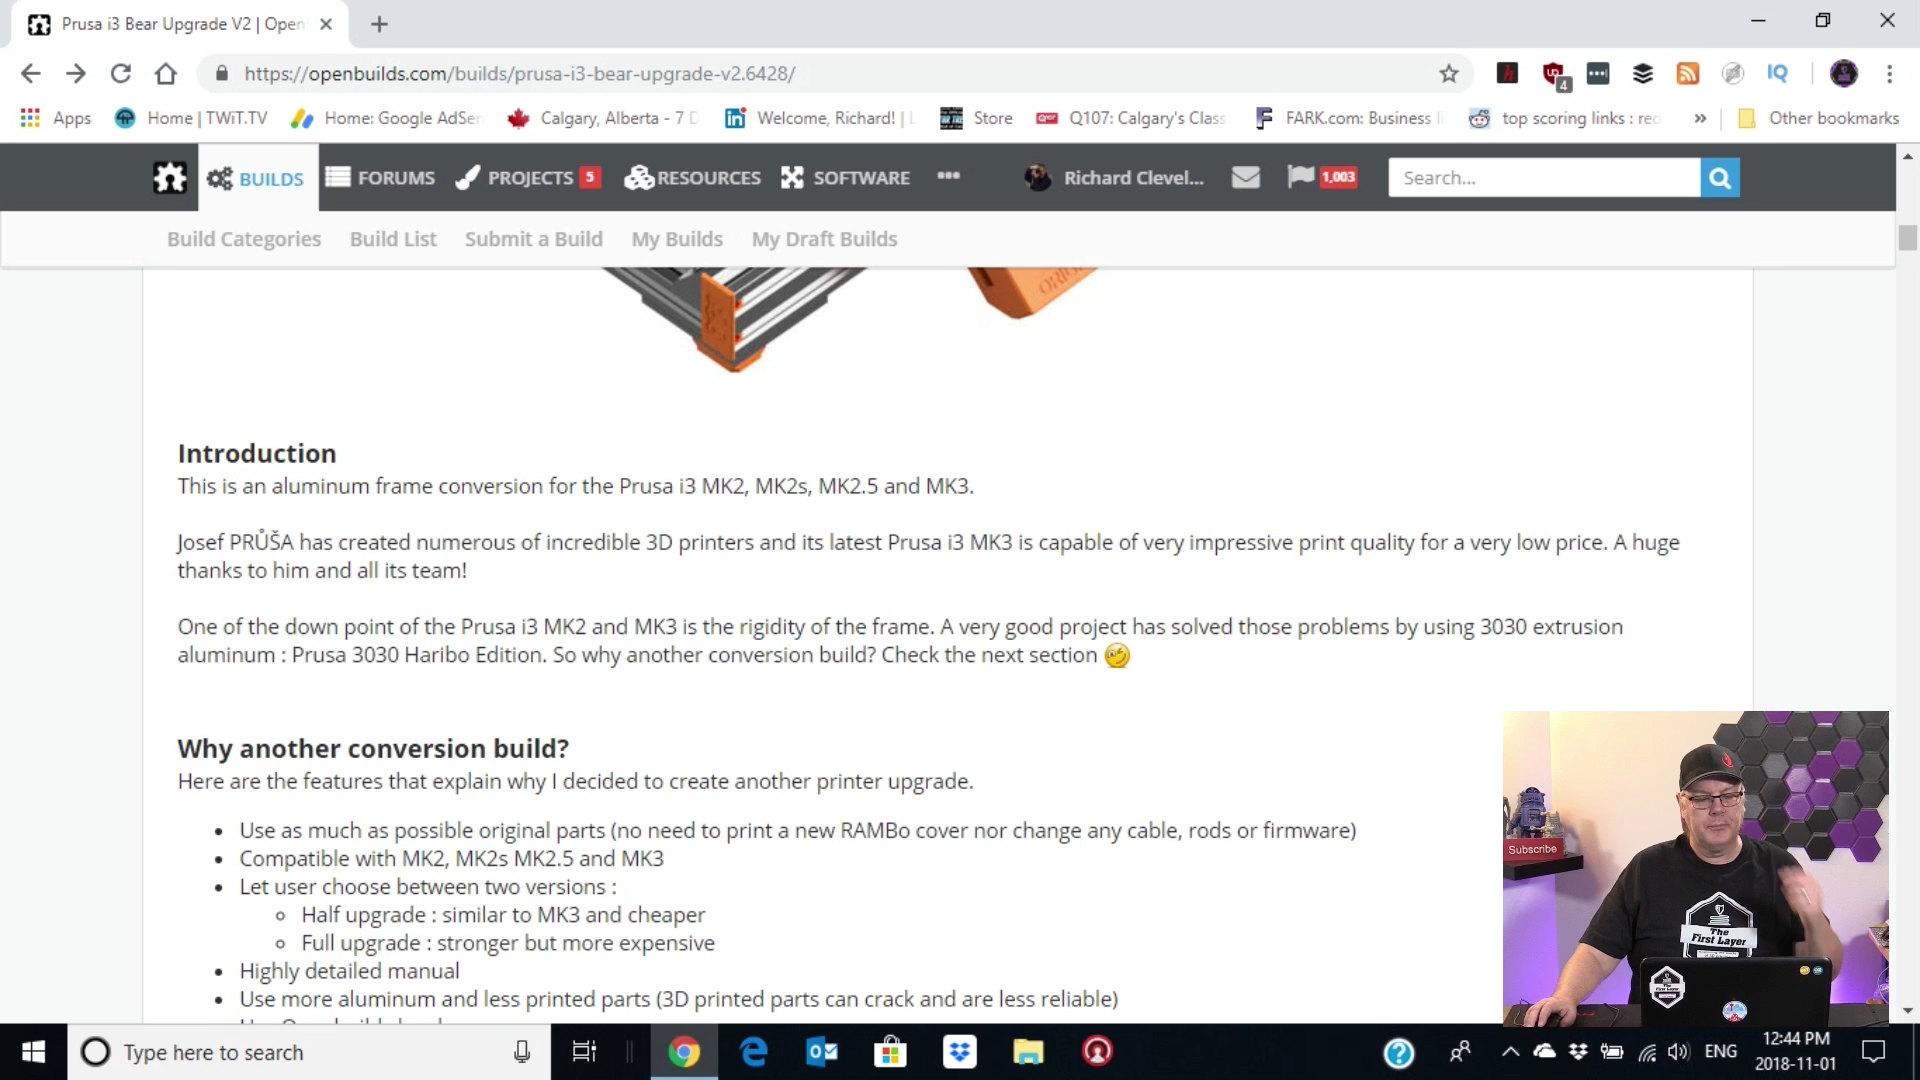 Prusa i3 Bear Upgrade V2 | Open
https://openbuilds.com/builds/prusa-i3-bear-upgrade-v2.6428/
4
IQ
Apps
Home | TWiT.TV
Home: Google AdSen
Calgary, Alberta - 7 D
Welcome, Richard! | L
Store
Q107: Calgary's Class
FARK.com: Business li
top scoring links : red
»
Other bookmarks
BUILDS
FORUMS
PROJECTS 5
RESOURCES
SOFTWARE
Richard Clevel...
1,003
Search...
Build Categories
Build List
Submit a Build
My Builds
My Draft Builds
Introduction
This is an aluminum frame conversion for the Prusa i3 MK2, MK2s, MK2.5 and MK3.
Josef PRŮŠA has created numerous of incredible 3D printers and its latest Prusa i3 MK3 is capable of very impressive print quality for a very low price. A huge
thanks to him and all its team!
One of the down point of the Prusa i3 MK2 and MK3 is the rigidity of the frame. A very good project has solved those problems by using 3030 extrusion
aluminum : Prusa 3030 Haribo Edition. So why another conversion build? Check the next section
Why another conversion build?
Here are the features that explain why I decided to create another printer upgrade.
Use as much as possible original parts (no need to print a new RAMBo cover nor change any cable, rods or firmware)
Compatible with MK2, MK2s MK2.5 and MK3
Let user choose between two versions :
Half upgrade : similar to MK3 and cheaper
Full upgrade : stronger but more expensive
Highly detailed manual
Use more aluminum and less printed parts (3D printed parts can crack and are less reliable)
Subscribe
The
First Layer
Type here to search
ENG
12:44 PM
2018-11-01